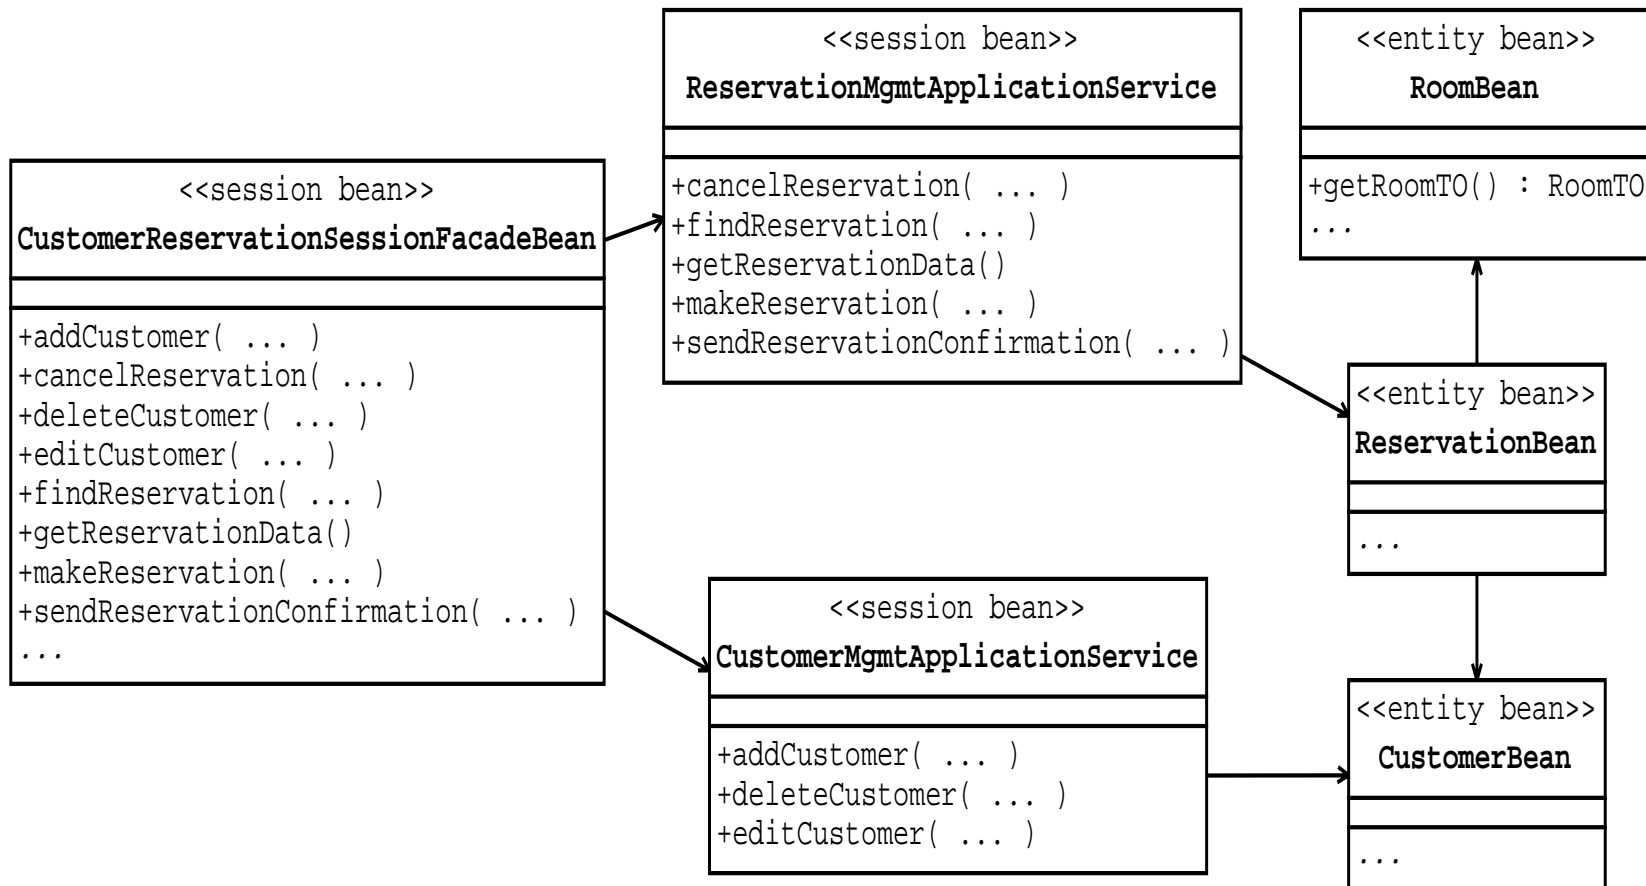 <<session bean>>
CustomerReservationSessionFacadeBean
+addCustomer( ... )
+cancelReservation( ... )
+deleteCustomer( ... )
+editCustomer( ... )
+findReservation( ... )
+getReservationData()
+makeReservation( ... )
+sendReservationConfirmation( ... )
...
<<session bean>>
ReservationMgmtApplicationService
+cancelReservation( ... )
+findReservation( ... )
+getReservationData()
+makeReservation( ... )
+sendReservationConfirmation( ... )
<<session bean>>
CustomerMgmtApplicationService
+addCustomer( ... )
+deleteCustomer( ... )
+editCustomer( ... )
<<entity bean>>
RoomBean
+getRoomTO() : RoomTO
...
<<entity bean>>
ReservationBean
...
<<entity bean>>
CustomerBean
...